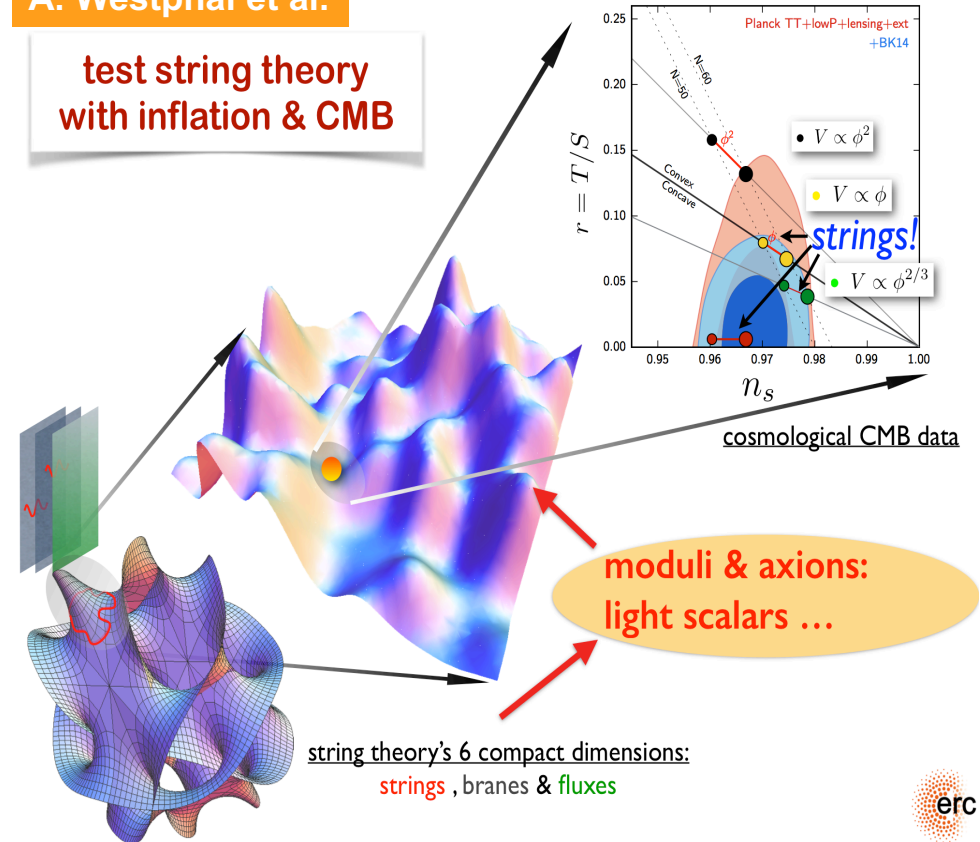 A. Westphal et al.
test string theory
with inflation & CMB
Planck TT+lowP+lensing+ext
+BK14
0.25
0.20
0.15
0.10
0.05
0.00
r = T/S
N=50
N=60
ϕ²
Convex
Concave
ϕ
V ∝ ϕ²
V ∝ ϕ
strings!
V ∝ ϕ^{2/3}
0.95 0.96 0.97 0.98 0.99 1.00
n_s
cosmological CMB data
moduli & axions:
light scalars ...
string theory's 6 compact dimensions:
strings , branes & fluxes
erc